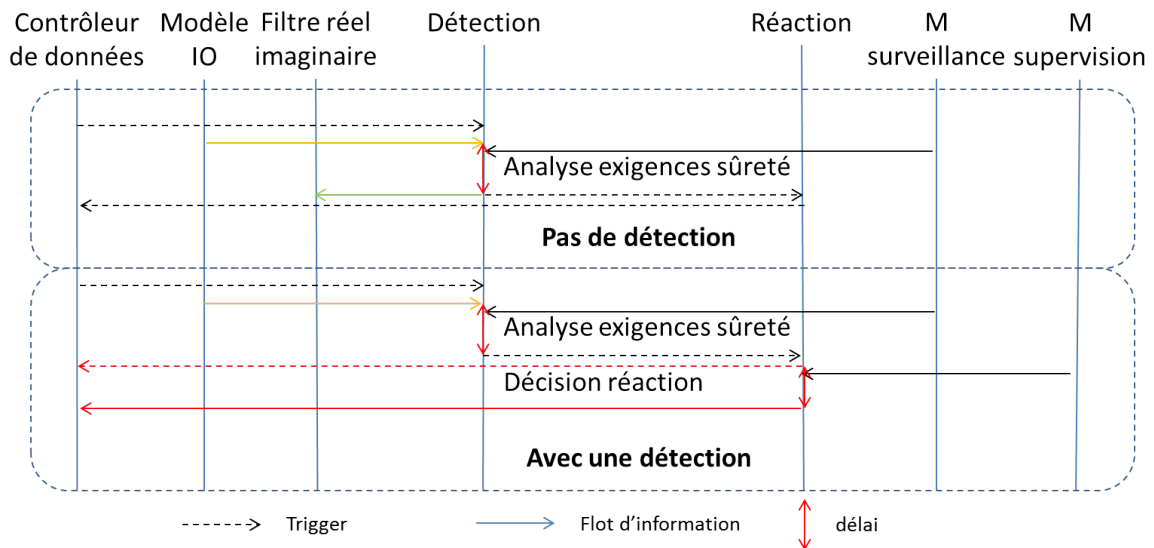 Contrôleur
de données
Modèle
IO
Filtre réel
imaginaire
Détection
Réaction
M
surveillance
M
supervision
Analyse exigences sûreté
Pas de détection
Analyse exigences sûreté
Décision réaction
Avec une détection
Trigger
Flot d'information
délai